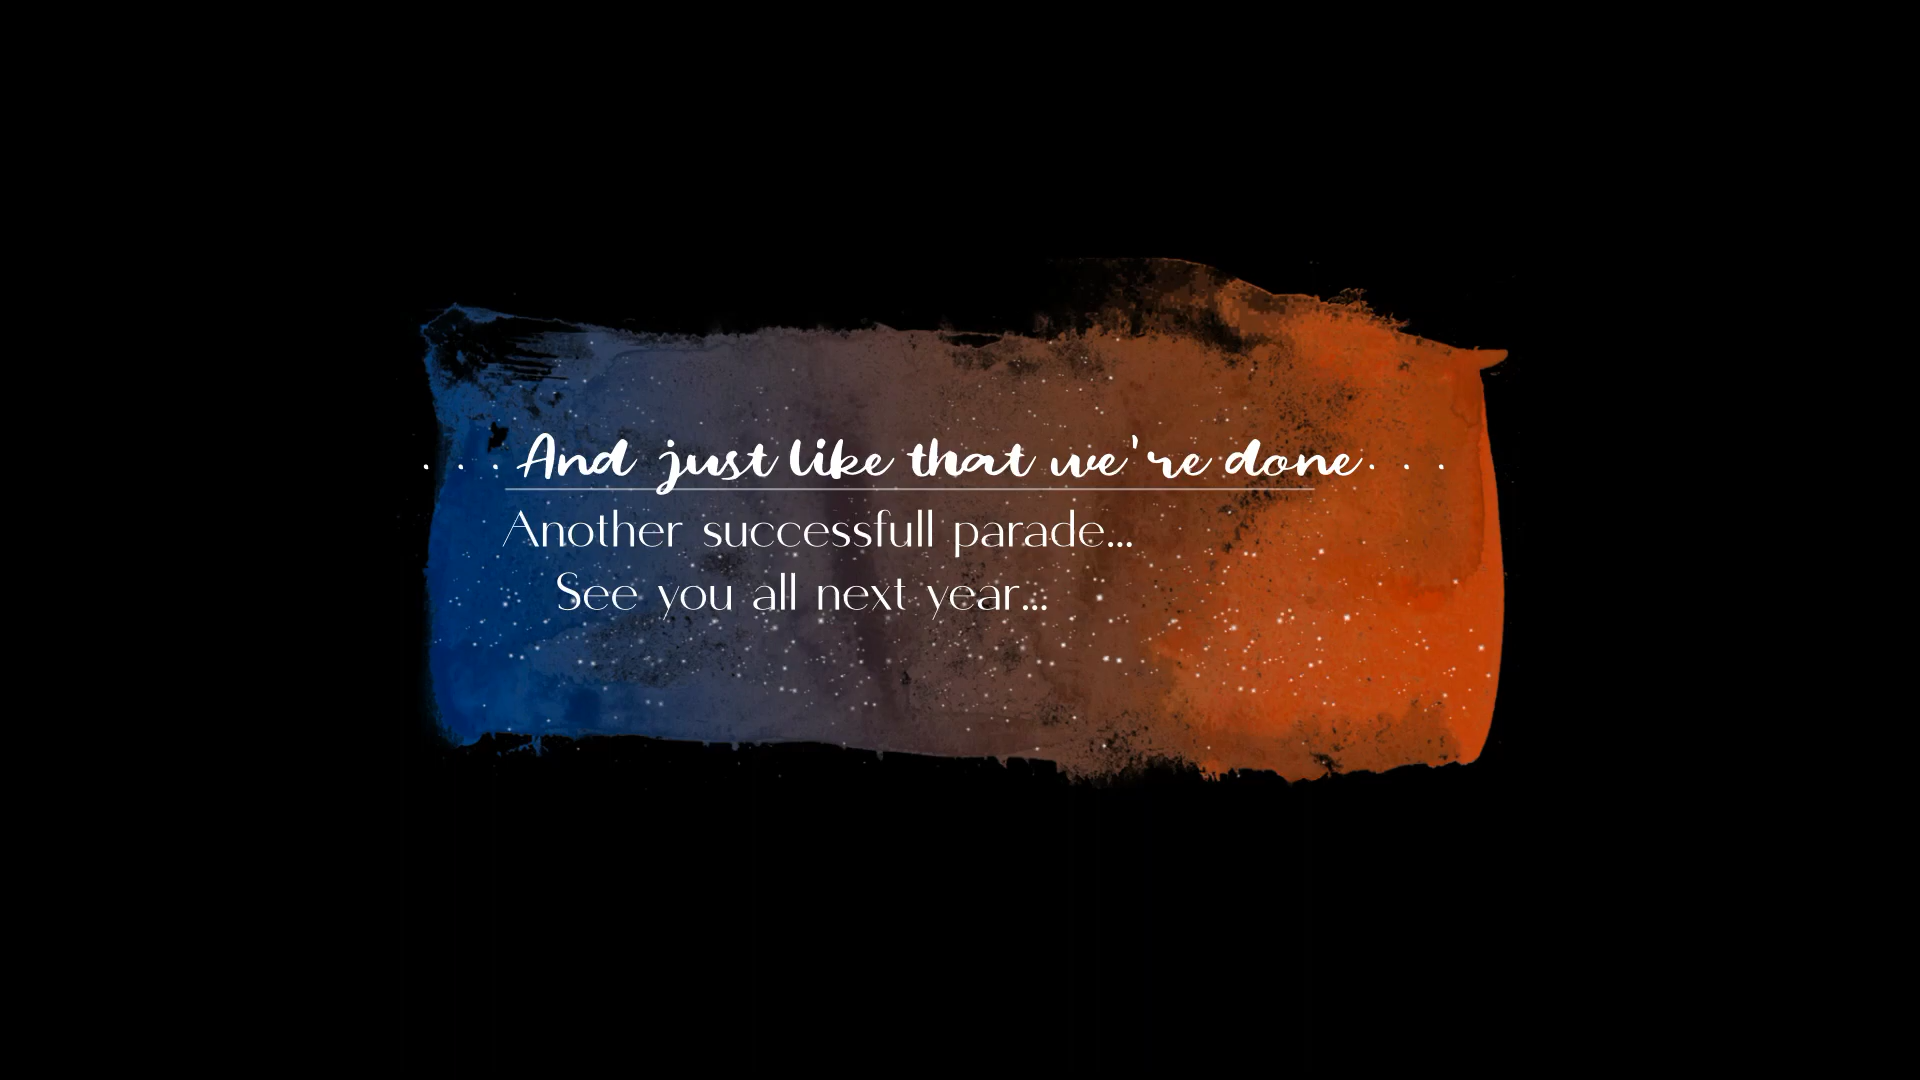 . . . And just like that we're done . . .
Another successfull parade...
See you all next year...